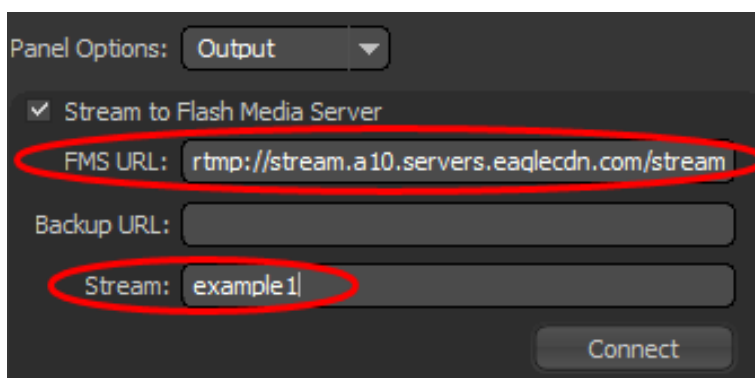 Panel Options: Output
Stream to Flash Media Server
FMS URL: rtmp://stream.a10.servers.eaglecdn.com/stream
Backup URL:
Stream: example1
Connect